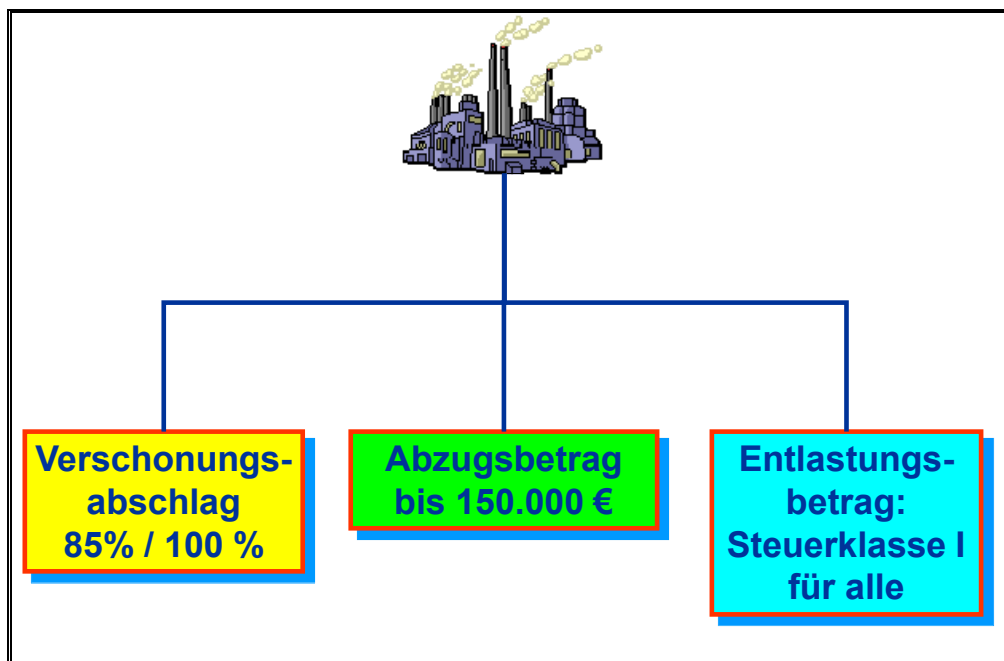 Verschonungs-
abschlag
85% / 100 %
Abzugsbetrag
bis 150.000 €
Entlastungs-
betrag:
Steuerklasse I
für alle